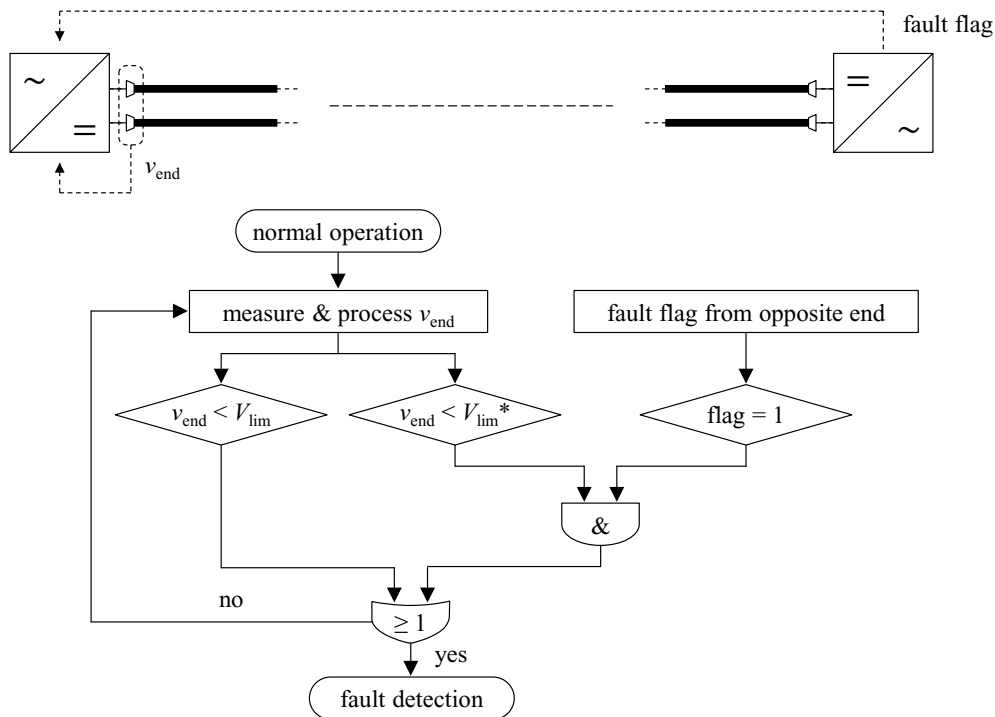 fault flag
~
=
=
~
v_end
normal operation
measure & process v_end
fault flag from opposite end
v_end < V_lim
v_end < V_lim*
flag = 1
&
no
≥ 1
yes
fault detection